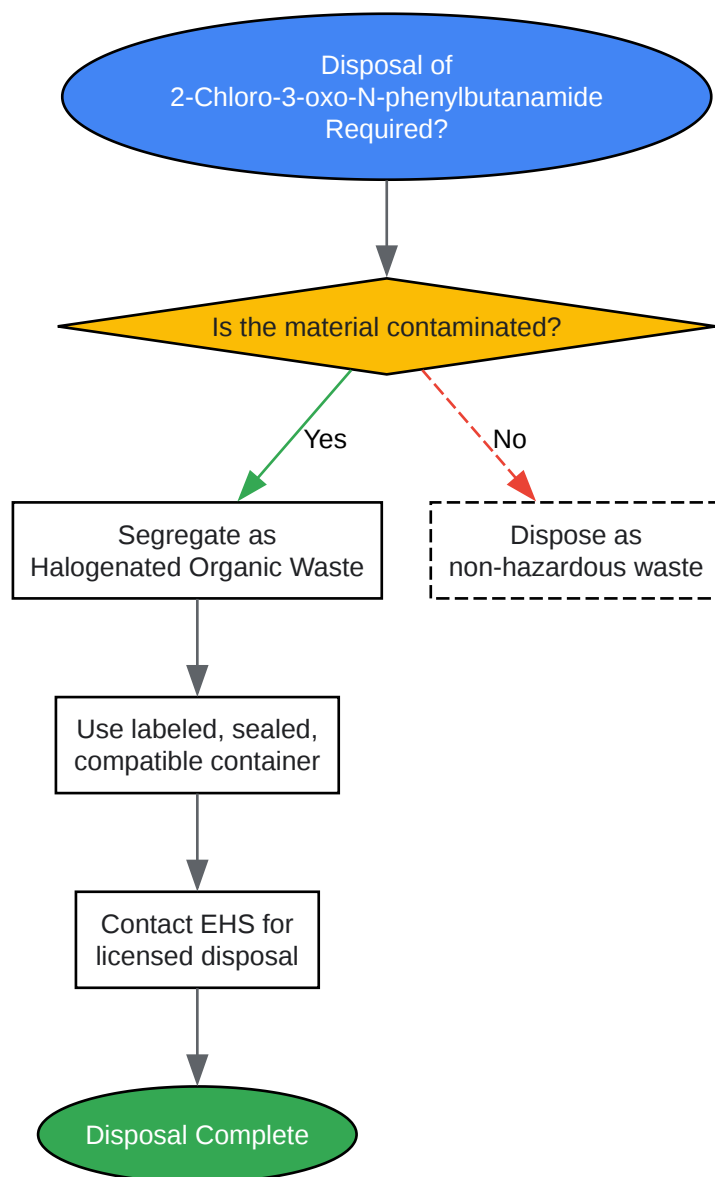 Disposal of
2-Chloro-3-oxo-N-phenylbutanamide
Required?
Is the material contaminated?
Yes
No
Segregate as
Halogenated Organic Waste
Dispose as
non-hazardous waste
Use labeled, sealed,
compatible container
Contact EHS for
licensed disposal
Disposal Complete